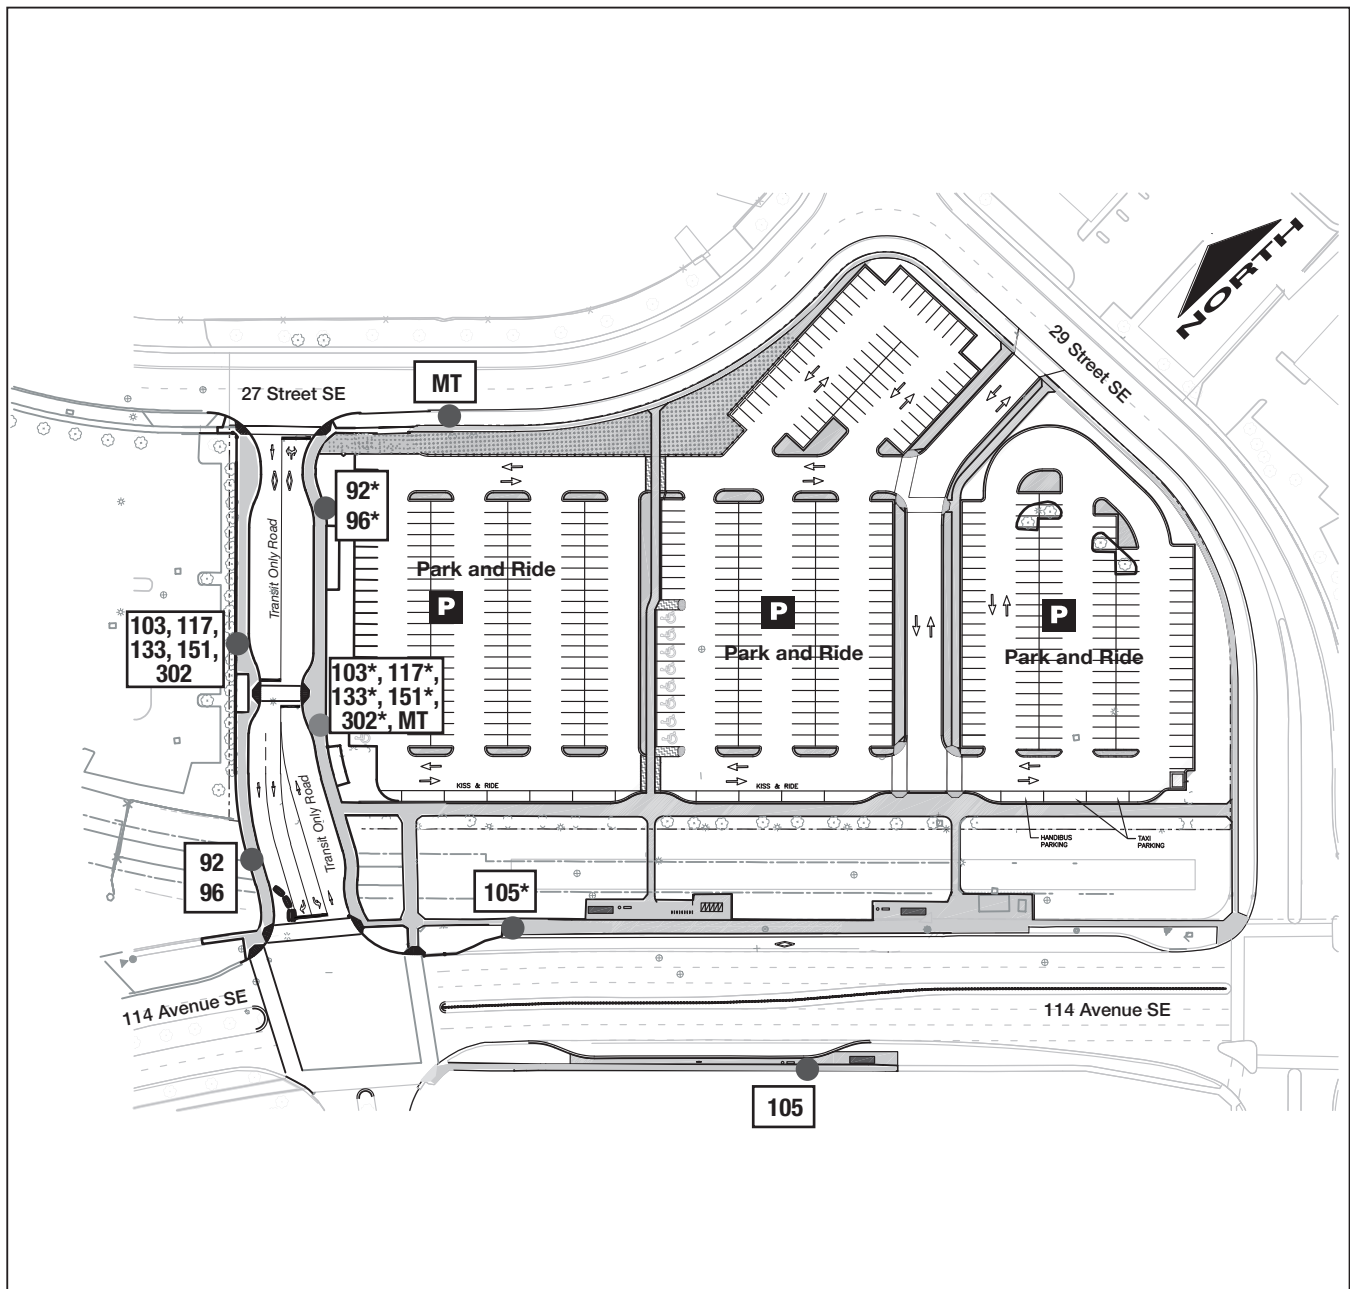 NORTH
29 Street SE
MT
27 Street SE
92*
96*
Transit Only Road
Park and Ride
P
P
Park and Ride
P
Park and Ride
103, 117,
133, 151,
302
103*, 117*,
133*, 151*,
302*, MT
Transit Only Road
KISS & RIDE
KISS & RIDE
HANDIBUS
PARKING
TAXI
PARKING
92
96
105*
114 Avenue SE
114 Avenue SE
105